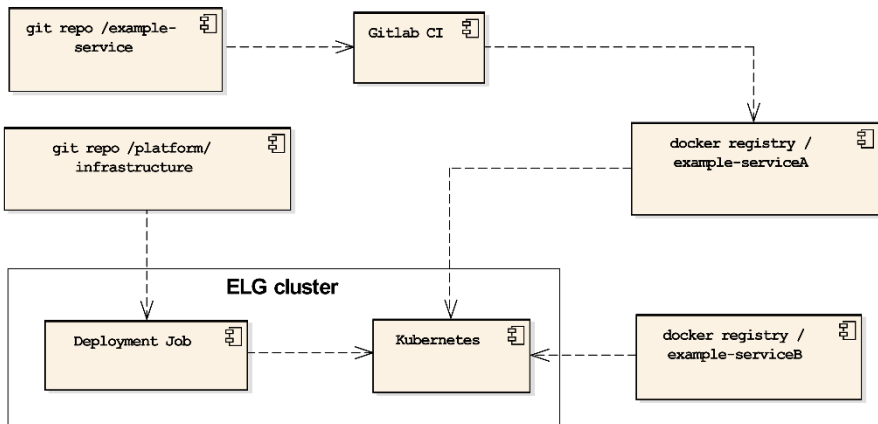 git repo /example-
service
Gitlab CI
git repo /platform/
infrastructure
docker registry /
example-serviceA
ELG cluster
Deployment Job
Kubernetes
docker registry /
example-serviceB